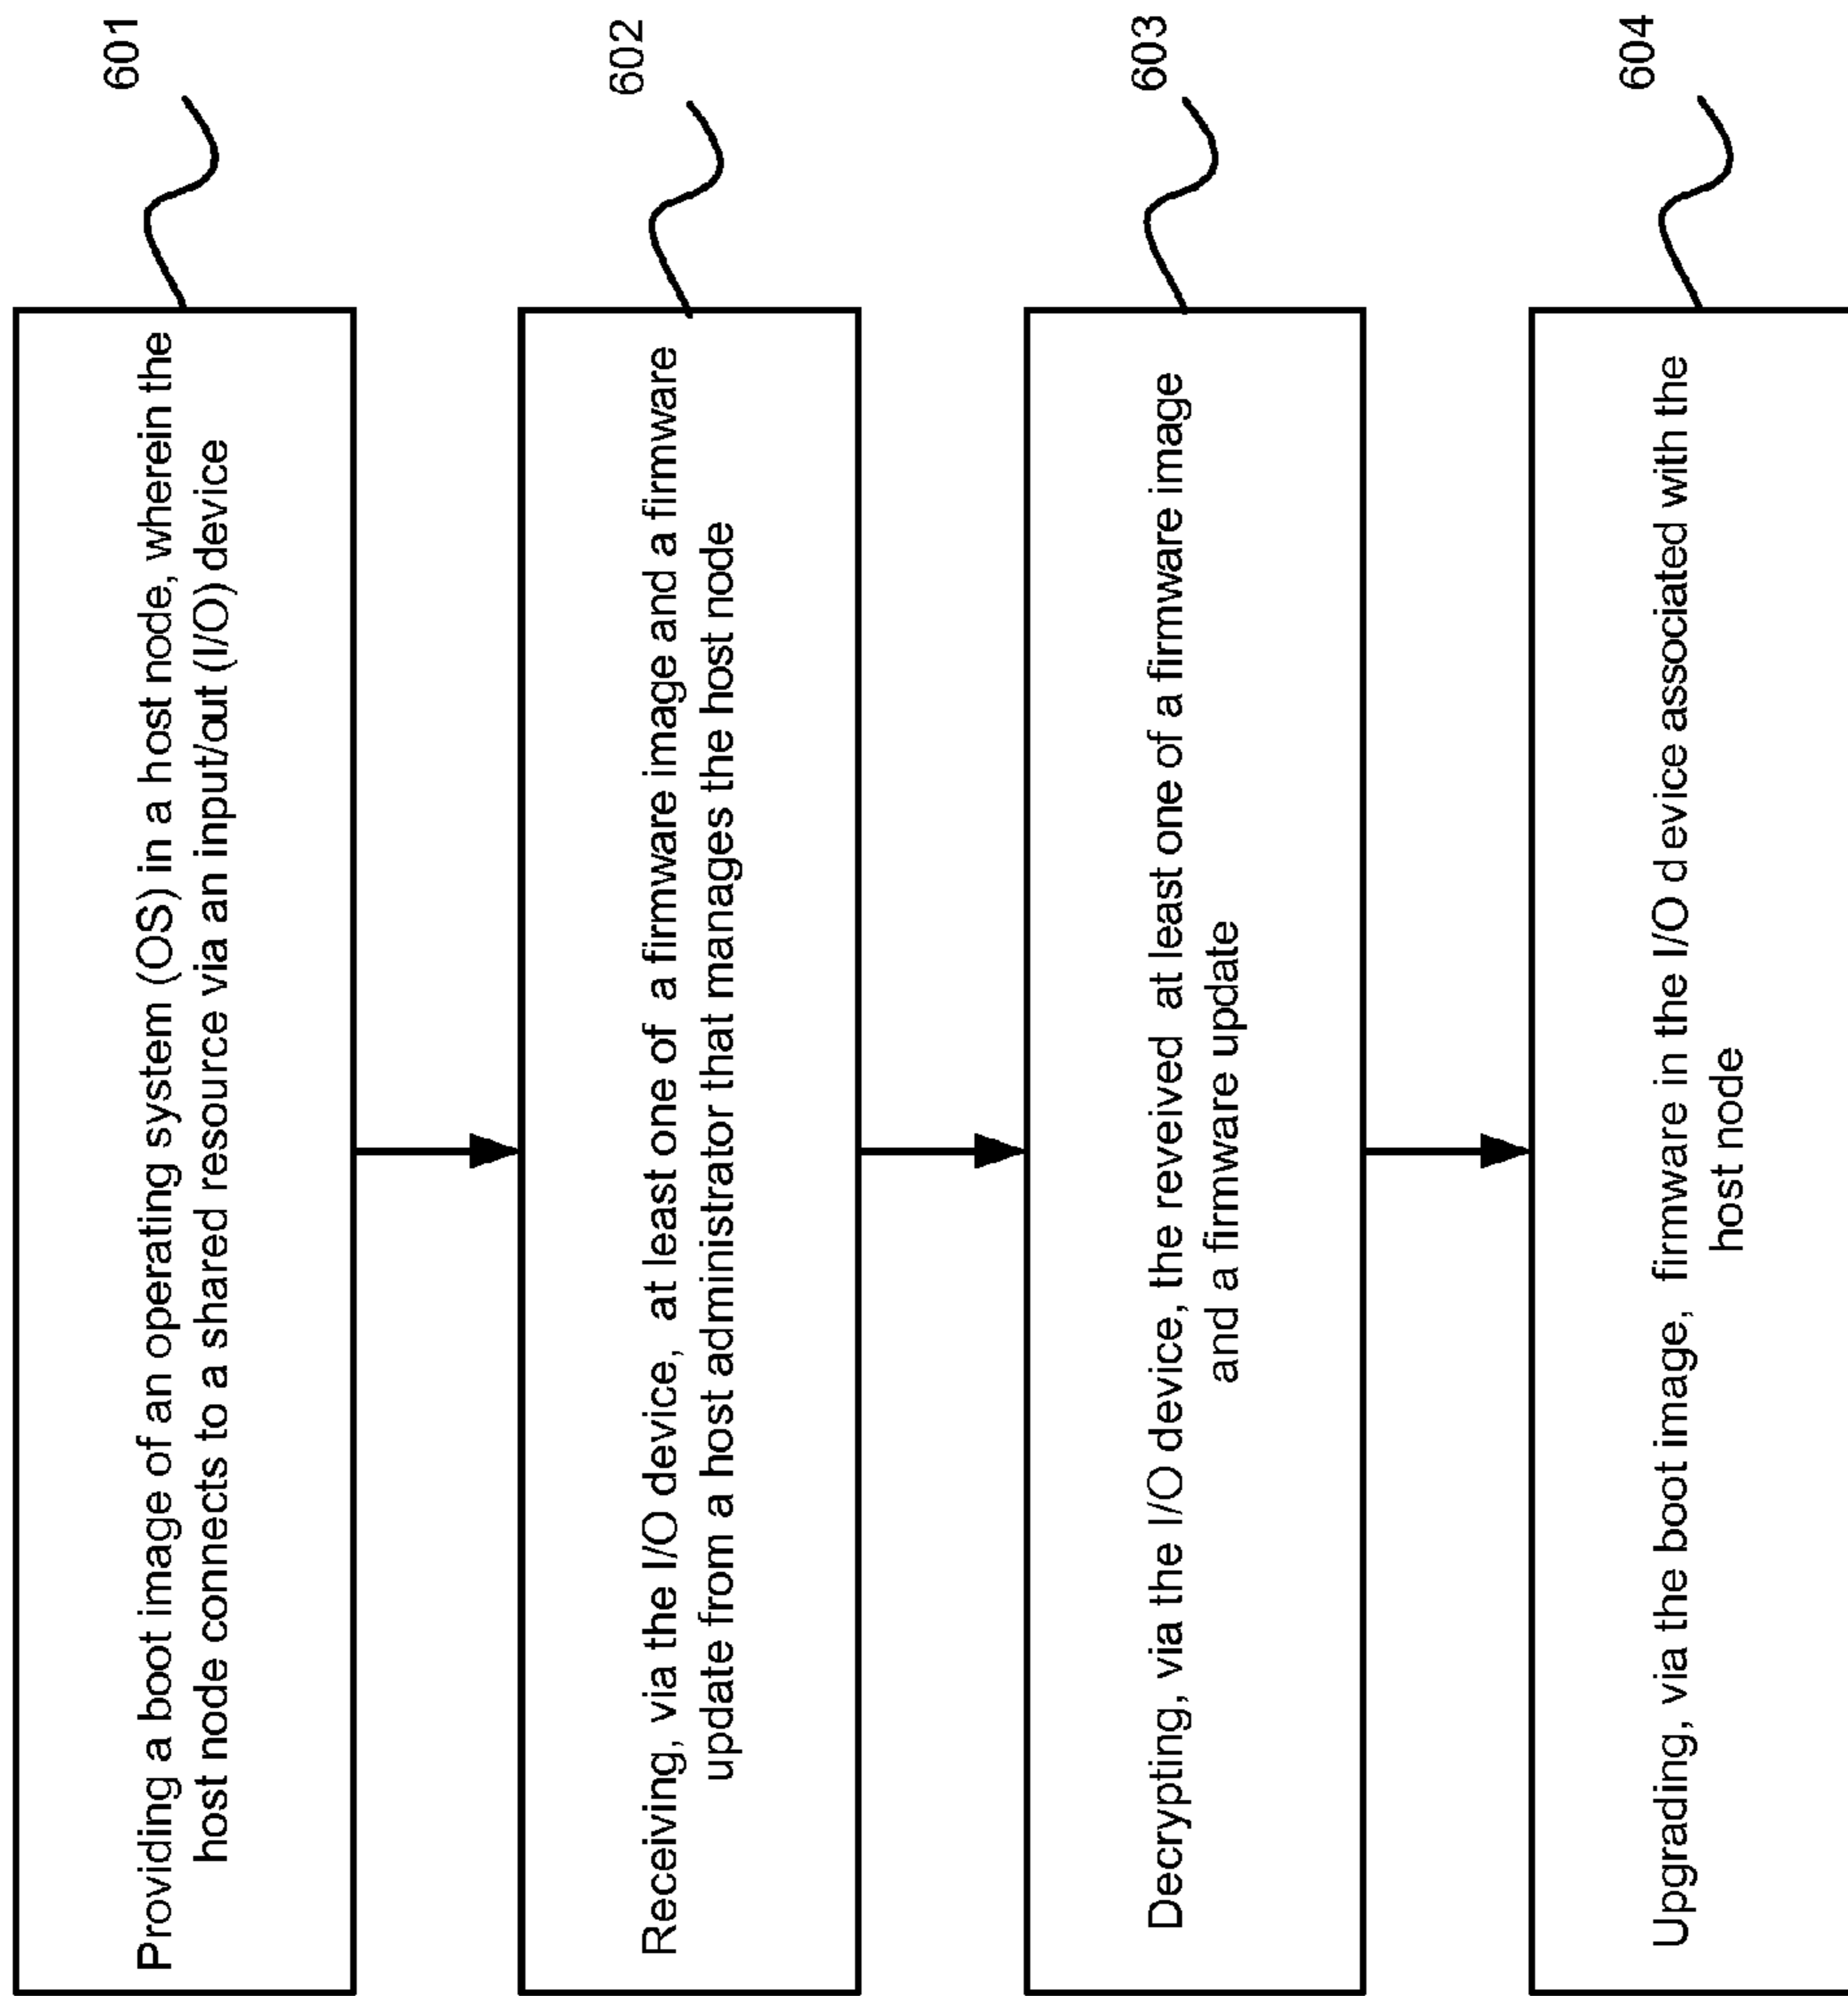 601
Providing a boot image of an operating system (OS) in a host node, wherein the
host node connects to a shared resource via an input/out (I/O) device
602
Receiving, via the I/O device, at least one of a firmware image and a firmware
update from a host administrator that manages the host node
603
Decrypting, via the I/O device, the reveived at least one of a firmware image
and a firmware update
604
Upgrading, via the boot image, firmware in the I/O device associated with the
host node